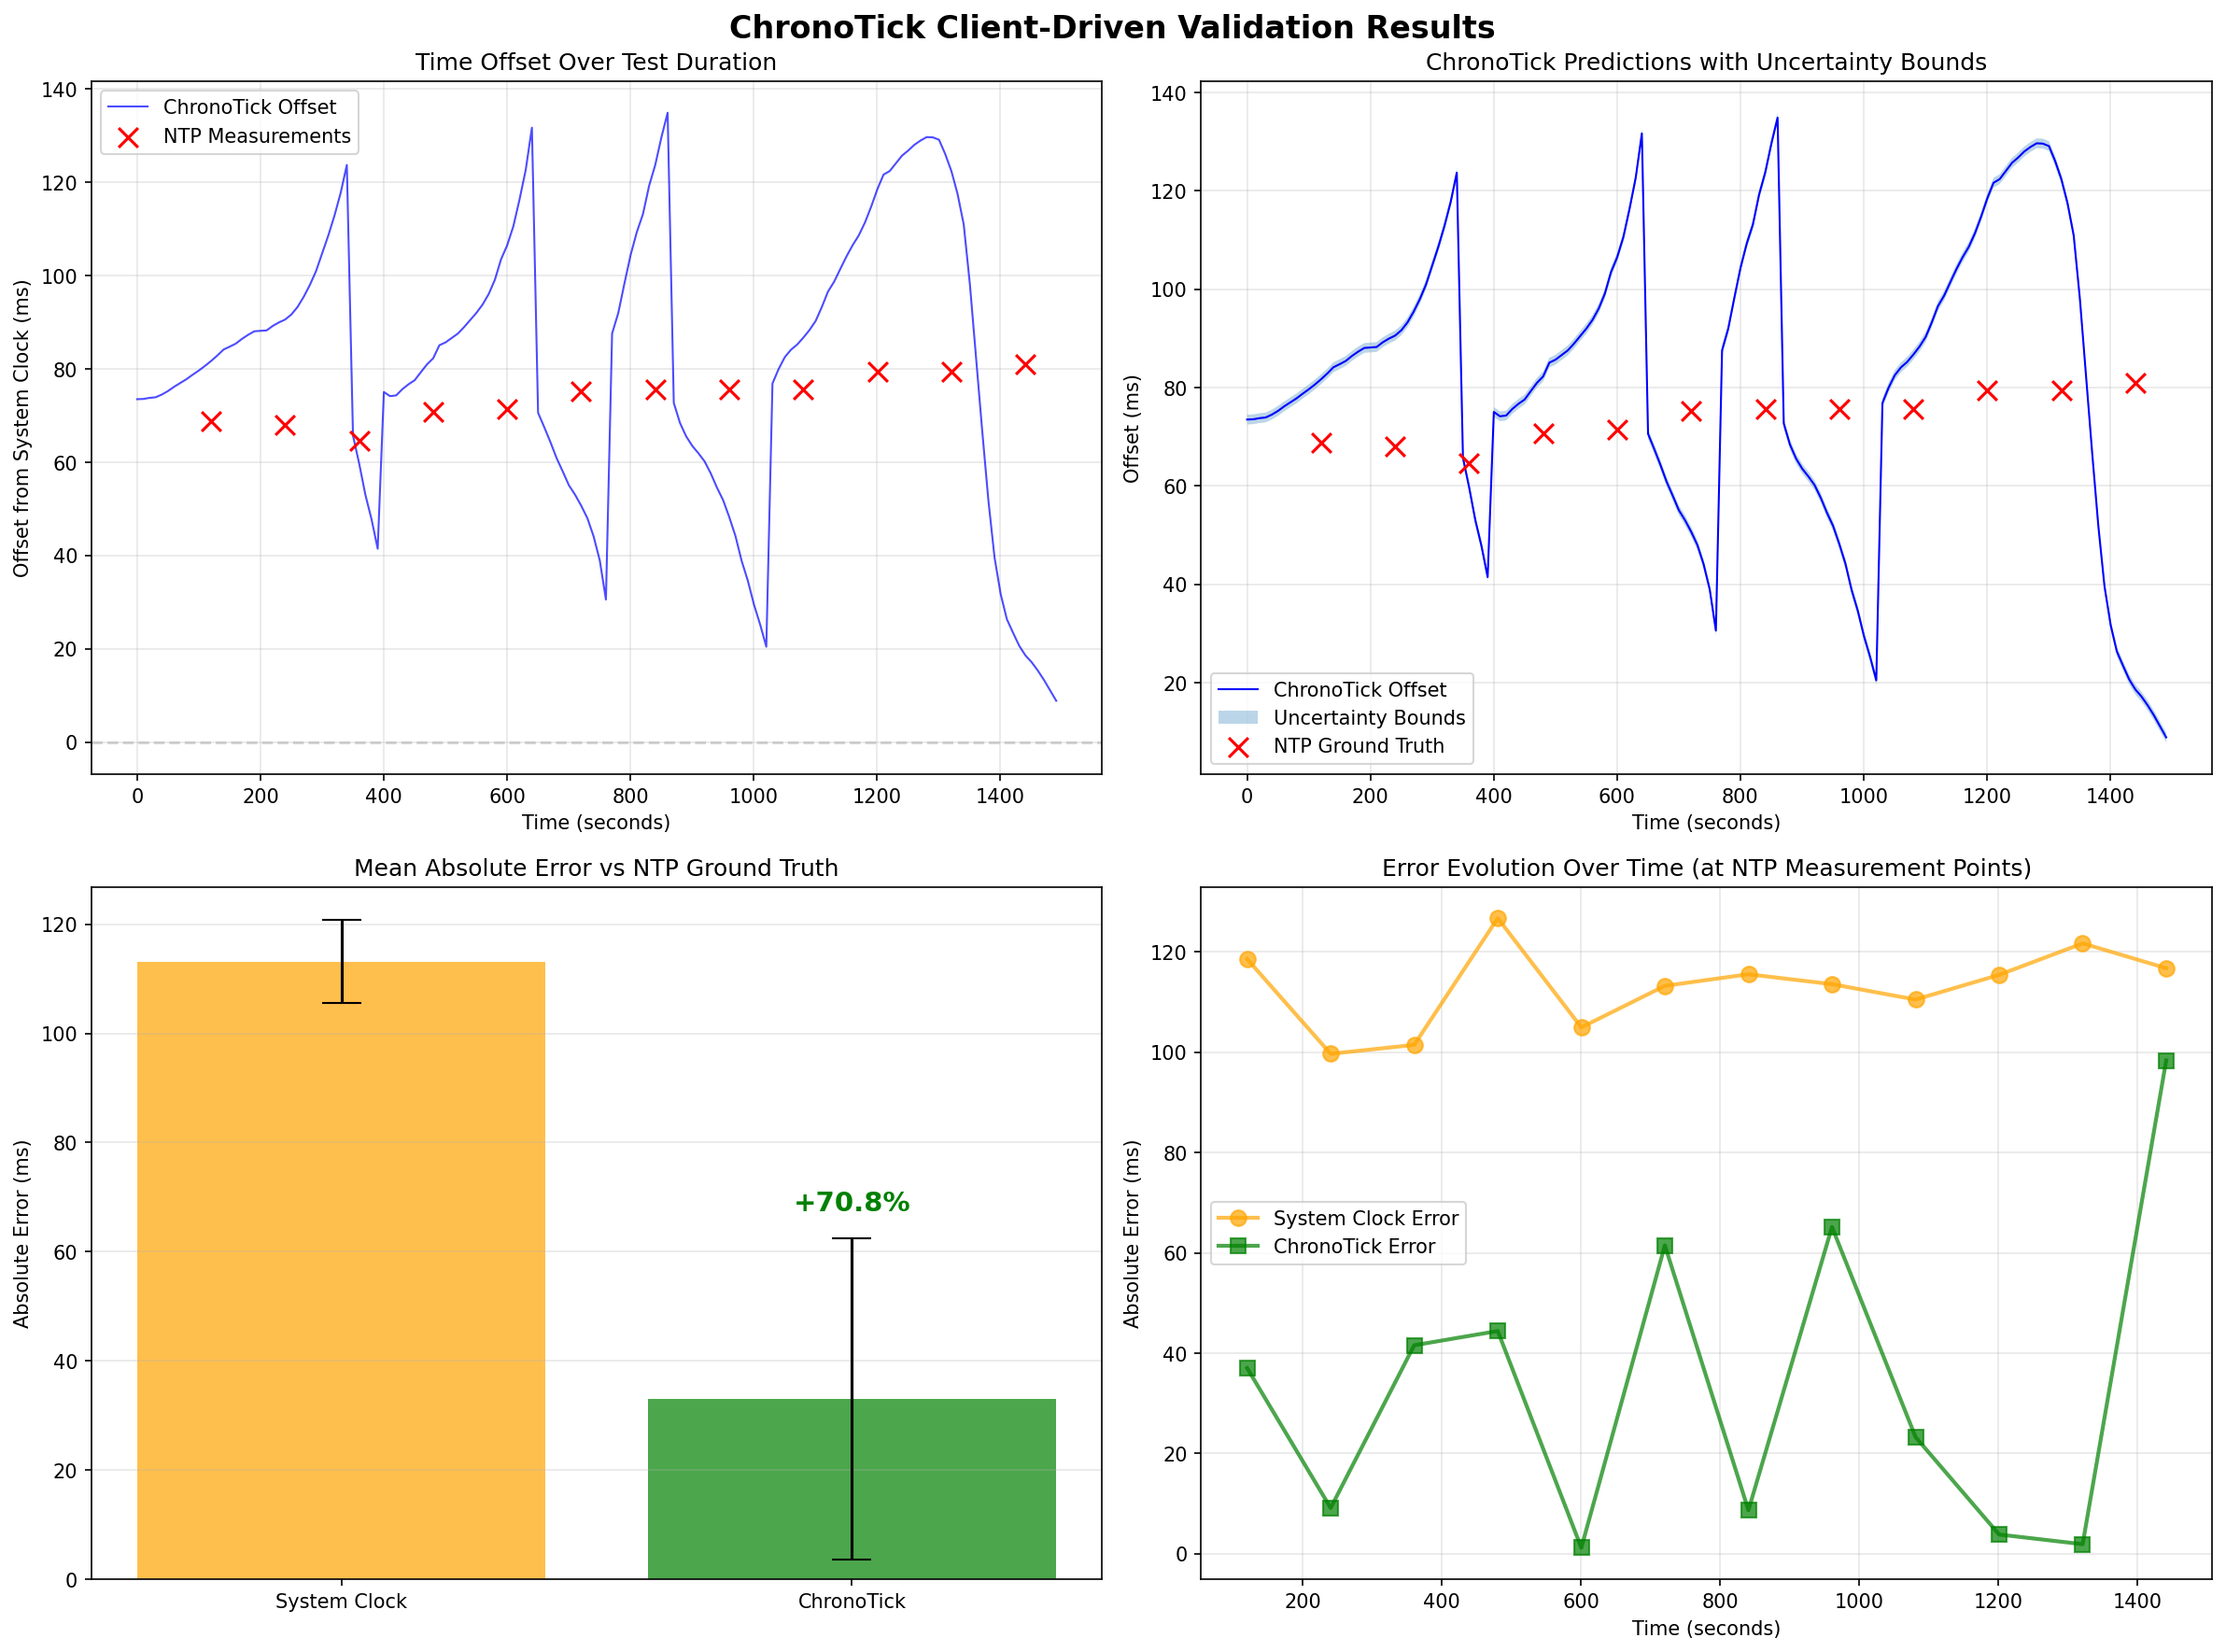 ChronoTick Client-Driven Validation Results
Time Offset Over Test Duration
140
120
100
80
60
40
20
0
Offset from System Clock (ms)
ChronoTick Offset
NTP Measurements
0 200 400 600 800 1000 1200 1400
Time (seconds)
ChronoTick Predictions with Uncertainty Bounds
140
120
100
80
60
40
20
Offset (ms)
ChronoTick Offset
Uncertainty Bounds
NTP Ground Truth
0 200 400 600 800 1000 1200 1400
Time (seconds)
Mean Absolute Error vs NTP Ground Truth
120
100
80
60
40
20
0
Absolute Error (ms)
+70.8%
System Clock ChronoTick
Error Evolution Over Time (at NTP Measurement Points)
120
100
80
60
40
20
0
Absolute Error (ms)
System Clock Error
ChronoTick Error
200 400 600 800 1000 1200 1400
Time (seconds)